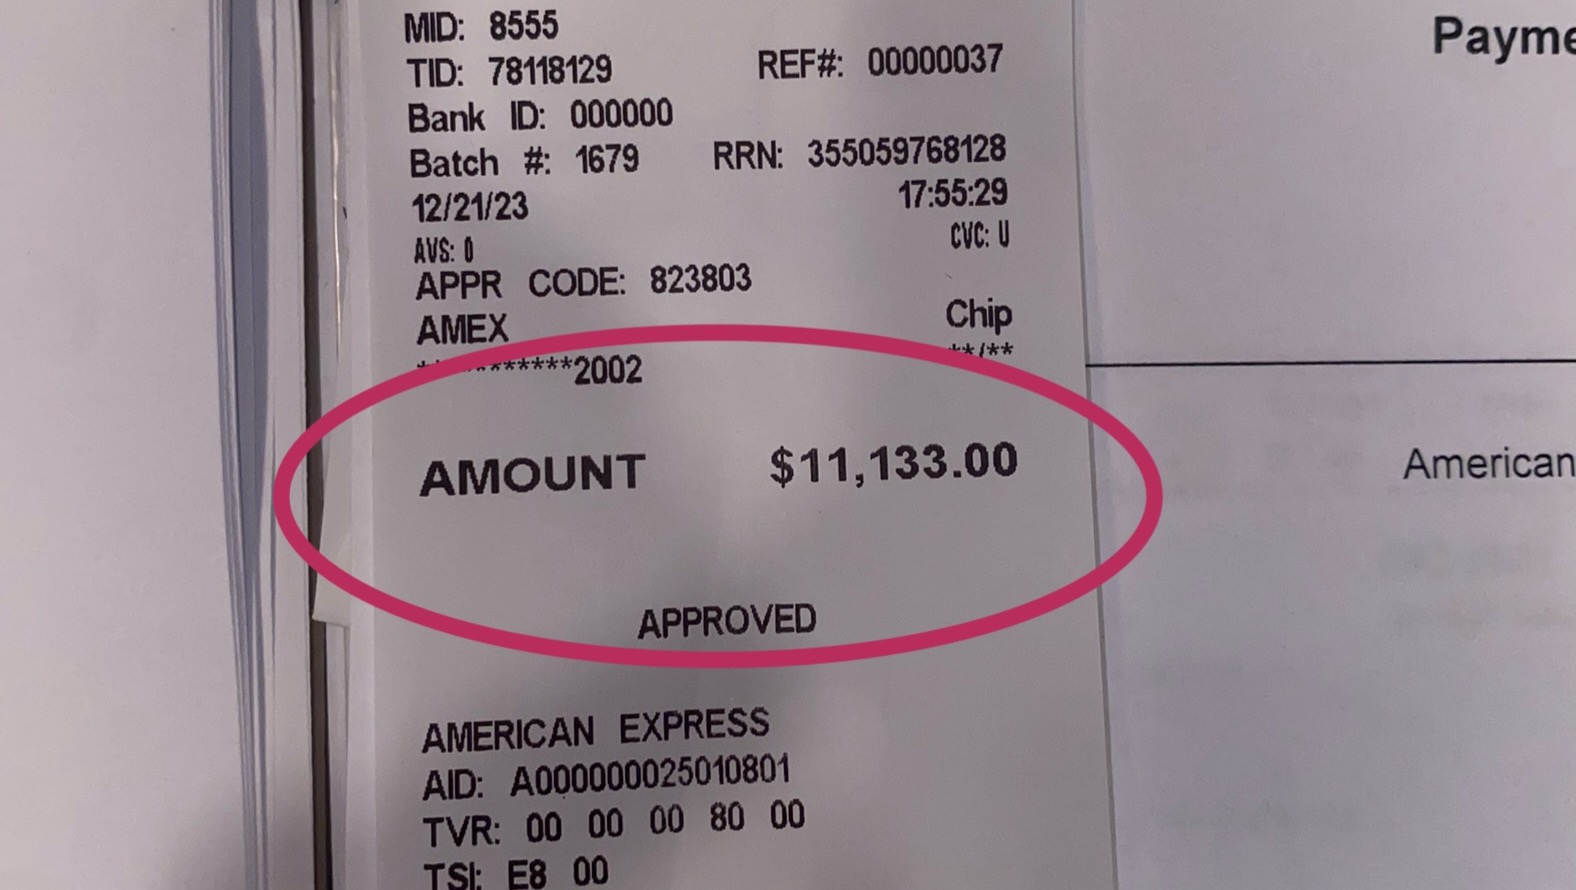 MID: 8555
TID: 78118129 REF#: 00000037
Bank ID: 000000
Batch #: 1679 RRN: 355059768128
12/21/23 17:55:29
AVS: 0 CVC: U
APPR CODE: 823803
AMEX Chip
***********2002 **/**
AMOUNT $11,133.00
APPROVED
AMERICAN EXPRESS
AID: A000000025010801
TVR: 00 00 00 80 00
TSI: E8 00
Payme
American